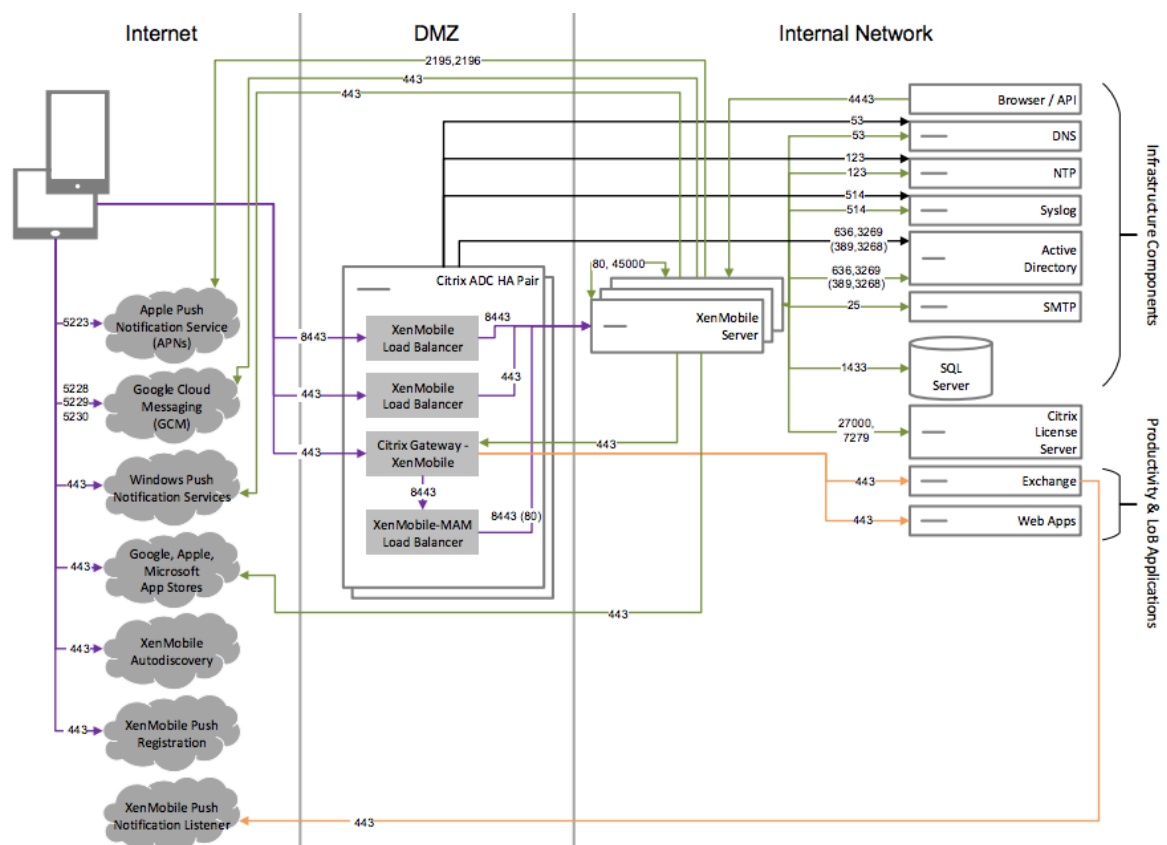 Internet
DMZ
Internal Network
2195,2196
443
443
4443
Browser / API
53
53
DNS
123
123
NTP
514
514
Syslog
636,3269
(389,3268)
636,3269
(389,3268)
Active
Directory
25
SMTP
1433
SQL
Server
Infrastructure Components
27000,
7279
Citrix
License
Server
443
Exchange
443
Web Apps
Productivity & LoB Applications
80, 45000
XenMobile
Server
Citrix ADC HA Pair
8443
XenMobile
Load Balancer
8443
443
XenMobile
Load Balancer
443
443
Citrix Gateway -
XenMobile
443
8443
XenMobile-MAM
Load Balancer
8443 (80)
443
5223
Apple Push
Notification Service
(APNs)
5228
5229
5230
Google Cloud
Messaging
(GCM)
443
Windows Push
Notification Services
443
Google, Apple,
Microsoft
App Stores
443
XenMobile
Autodiscovery
443
XenMobile Push
Registration
XenMobile Push
Notification Listener
443